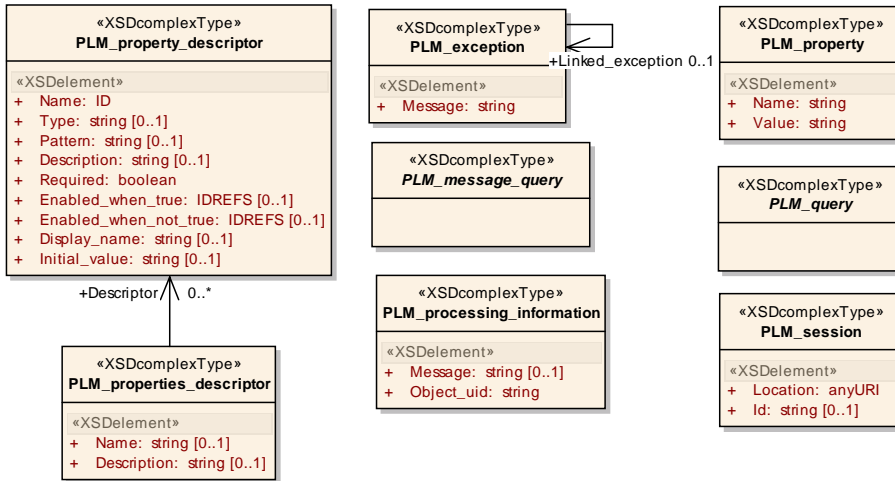 «XSDcomplexType»
PLM_property_descriptor
«XSDelement»
+ Name: ID
+ Type: string [0..1]
+ Pattern: string [0..1]
+ Description: string [0..1]
+ Required: boolean
+ Enabled_when_true: IDREFS [0..1]
+ Enabled_when_not_true: IDREFS [0..1]
+ Display_name: string [0..1]
+ Initial_value: string [0..1]
+Descriptor 0..*
«XSDcomplexType»
PLM_properties_descriptor
«XSDelement»
+ Name: string [0..1]
+ Description: string [0..1]
«XSDcomplexType»
PLM_exception
«XSDelement»
+ Message: string
+Linked_exception 0..1
«XSDcomplexType»
PLM_message_query
«XSDcomplexType»
PLM_processing_information
«XSDelement»
+ Message: string [0..1]
+ Object_uid: string
«XSDcomplexType»
PLM_property
«XSDelement»
+ Name: string
+ Value: string
«XSDcomplexType»
PLM_query
«XSDcomplexType»
PLM_session
«XSDelement»
+ Location: anyURI
+ Id: string [0..1]